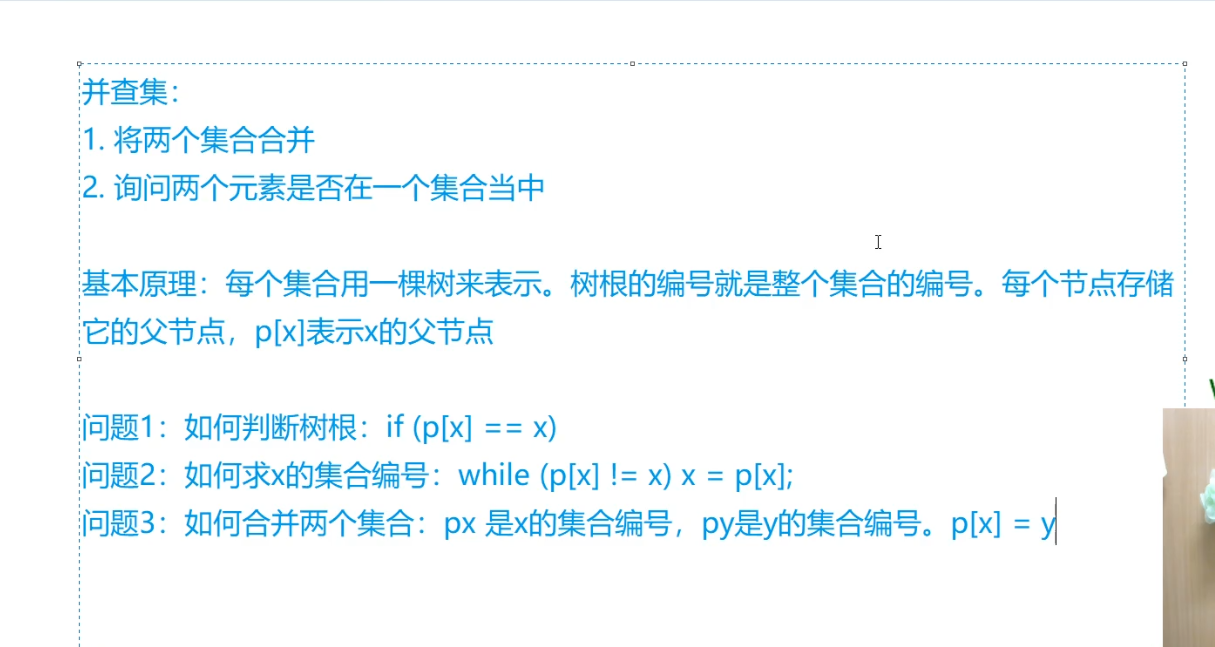 并查集：
1. 将两个集合合并
2. 询问两个元素是否在一个集合当中
基本原理：每个集合用一棵树来表示。树根的编号就是整个集合的编号。每个节点存储
它的父节点，p[x]表示x的父节点
问题1：如何判断树根：if (p[x] == x)
问题2：如何求x的集合编号：while (p[x] != x) x = p[x];
问题3：如何合并两个集合：px 是x的集合编号，py是y的集合编号。p[x] = y